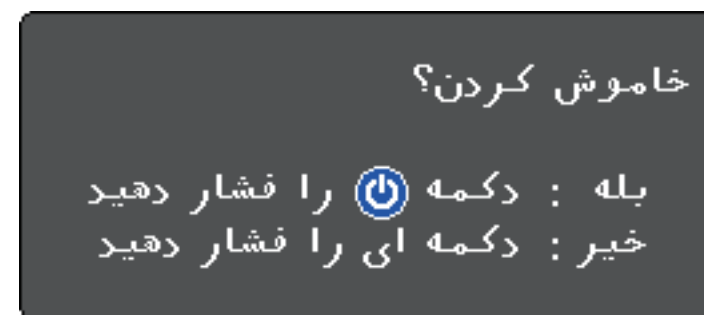 خاموش کردن؟
بله : دکمه را فشار دهید
خیر : دکمه ای را فشار دهید